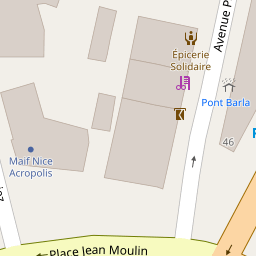 Avenue P
Épicerie
Solidaire
Pont Barla
46
P
Maif Nice
Acropolis
Place Jean Moulin